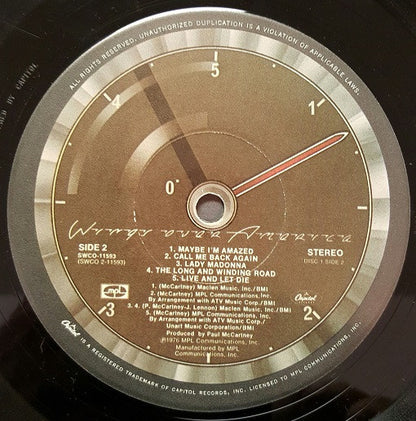 ALL RIGHTS RESERVED. UNAUTHORIZED DUPLICATION IS A VIOLATION OF APPLICABLE LAWS.
5
4
1
0
SIDE 2
SWCO-11593
(SWCO 2-11593)
STEREO
DISC 1 SIDE 2
1. MAYBE I'M AMAZED
2. CALL ME BACK AGAIN
3. LADY MADONNA
4. THE LONG AND WINDING ROAD
5. LIVE AND LET DIE
1. (McCartney) Maclen Music, Inc./BMI
2. (McCartney) MPL Communications, Inc.
By Arrangement with ATV Music Corp./BMI
3. 4. (P. McCartney-J. Lennon) Maclen Music, Inc./BMI
5. (McCartney) MPL Communications, Inc.
By Arrangement with ATV Music Corp./
Unart Music Corporation/BMI
Produced by Paul McCartney
©1976 MPL
Manufactured by MPL
Communications, Inc.
mpl
Capitol
3
2
Capitol IS A REGISTERED TRADEMARK OF CAPITOL RECORDS, INC. LICENSED TO MPL COMMUNICATIONS, INC.
BY CAPITOL